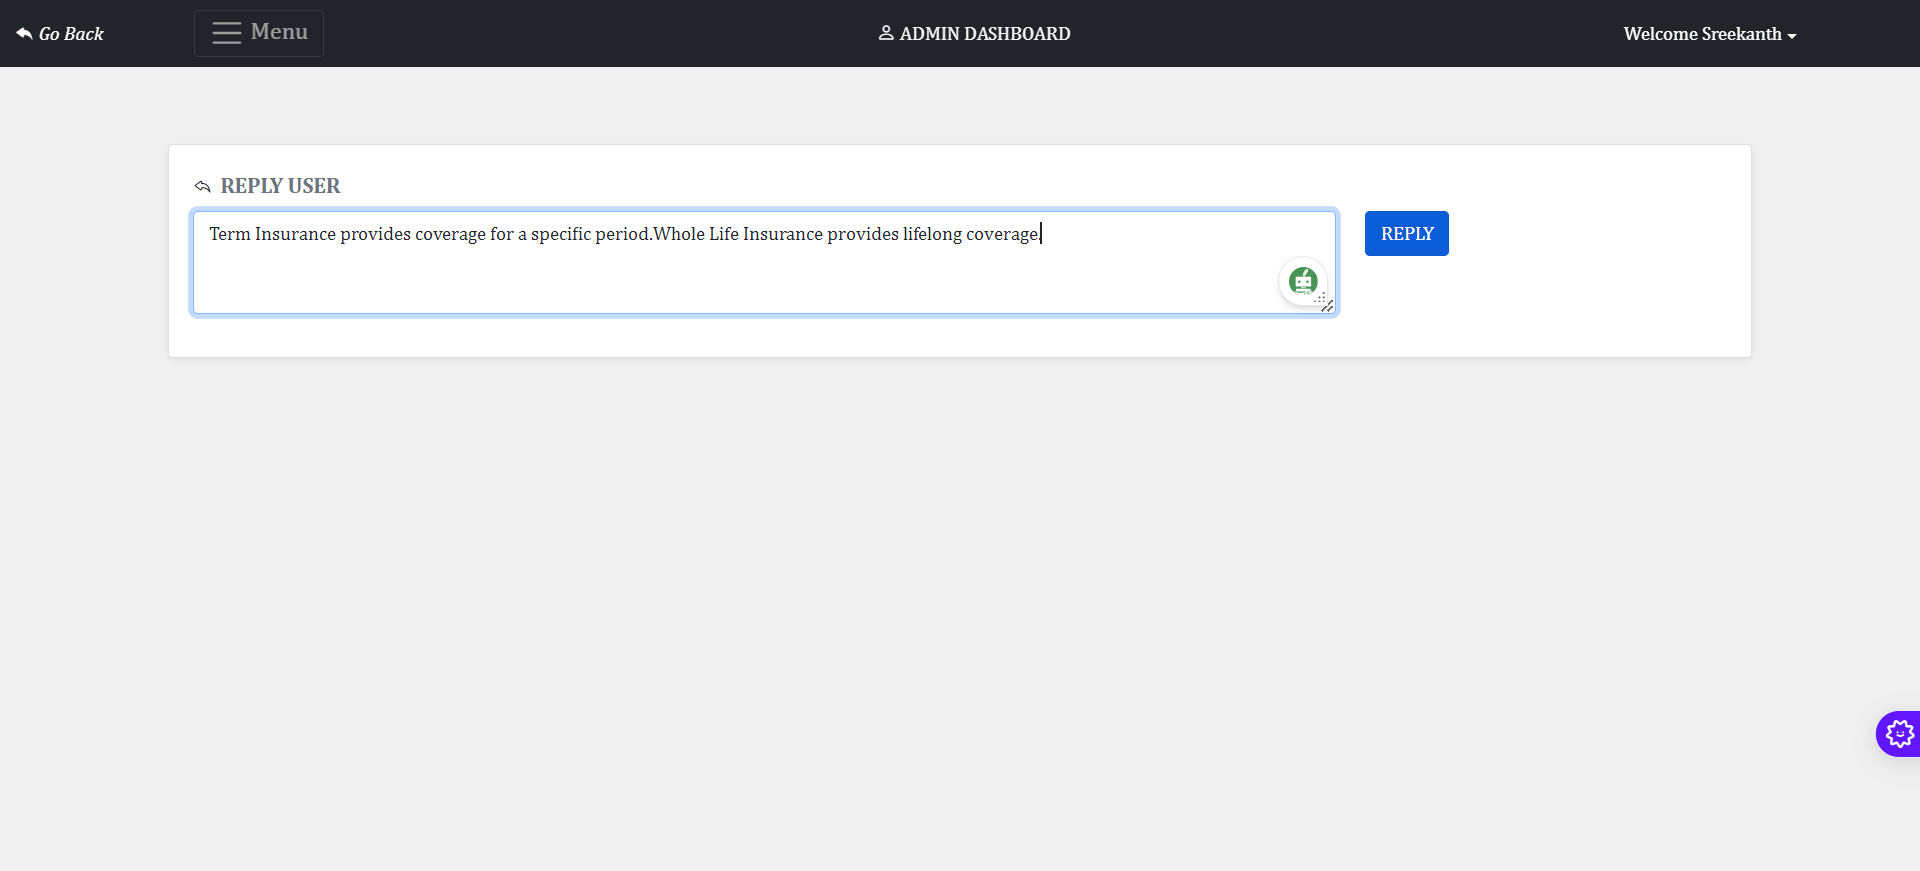 Go Back
Menu
ADMIN DASHBOARD
Welcome Sreekanth
REPLY USER
Term Insurance provides coverage for a specific period.Whole Life Insurance provides lifelong coverage.
REPLY